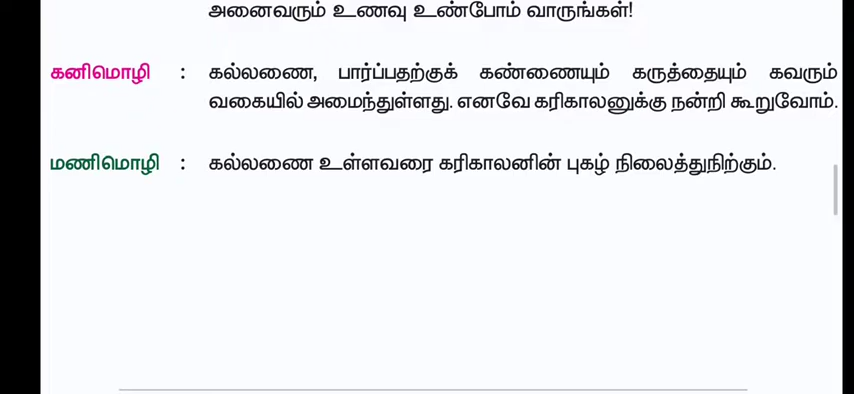 அனைவரும் உணவு உண்போம் வாருங்கள்!
கனிமொழி : கல்லணை, பார்ப்பதற்குக் கண்ணையும் கருத்தையும் கவரும்
வகையில் அமைந்துள்ளது. எனவே கரிகாலனுக்கு நன்றி கூறுவோம்.
மணிமொழி : கல்லணை உள்ளவரை கரிகாலனின் புகழ் நிலைத்துநிற்கும்.